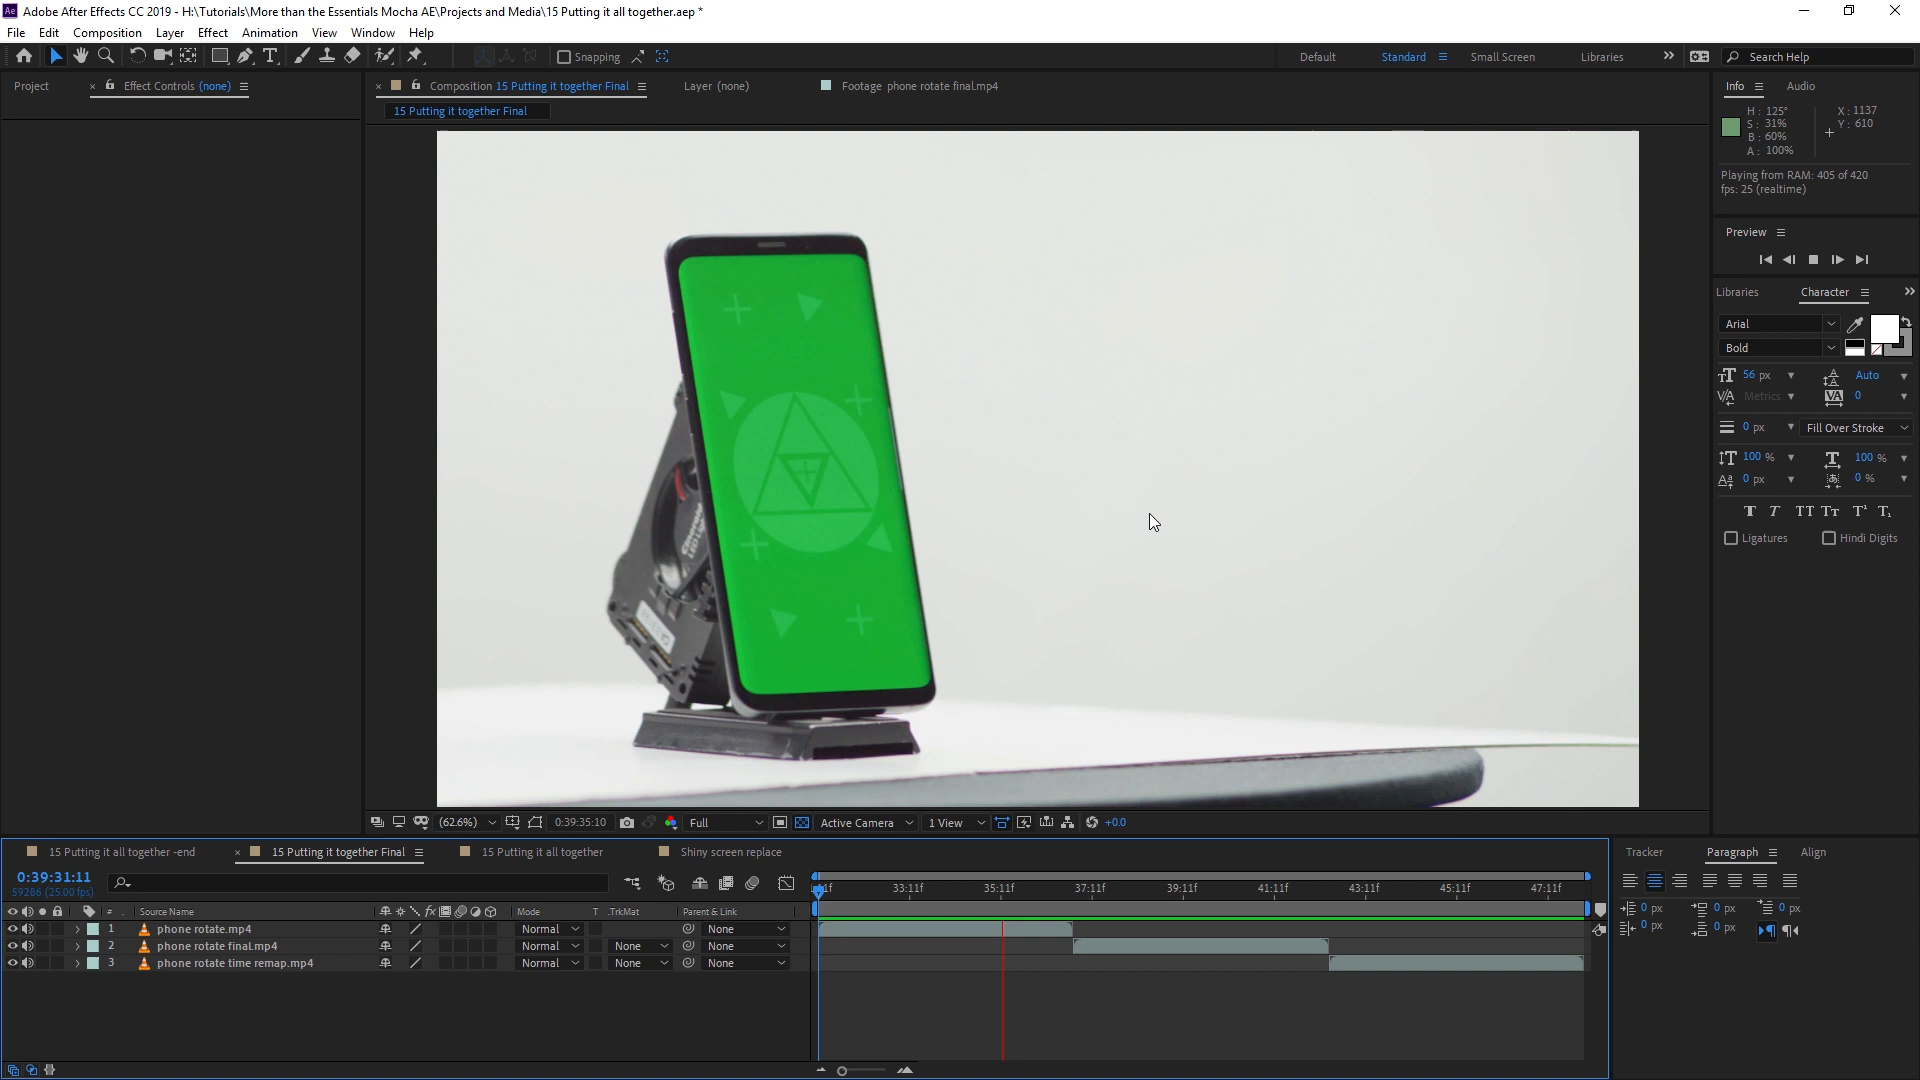 Adobe After Effects CC 2019 - H:\Tutorials\More than the Essentials Mocha AE\Projects and Media\15 Putting it all together.aep *
File Edit Composition Layer Effect Animation View Window Help
Snapping
Default Standard Small Screen Libraries Search Help
Project Effect Controls (none) Composition 15 Putting it together Final Layer (none) Footage phone rotate final.mp4
15 Putting it together Final
Info Audio
H: 125°
S: 31%
B: 60%
A: 100%
X: 1137
Y: 610
Playing from RAM: 405 of 420
fps: 25 (realtime)
Preview
Libraries Character
Arial
Bold
56 px Auto
Metrics 0
0 px Fill Over Stroke
100 % 100 %
0 px 0 %
Ligatures Hindi Digits
(62.6%) 0:39:35:10 Full Active Camera 1 View +0.0
15 Putting it all together -end 15 Putting it together Final 15 Putting it all together Shiny screen replace
0:39:31:11
59286 (25.00 fps)
33:11f 35:11f 37:11f 39:11f 41:11f 43:11f 45:11f 47:11f
# Source Name Mode T .TrkMat Parent & Link
1 phone rotate.mp4 Normal None
2 phone rotate final.mp4 Normal None None
3 phone rotate time remap.mp4 Normal None None
Tracker Paragraph Align
0 px 0 px 0 px
0 px 0 px